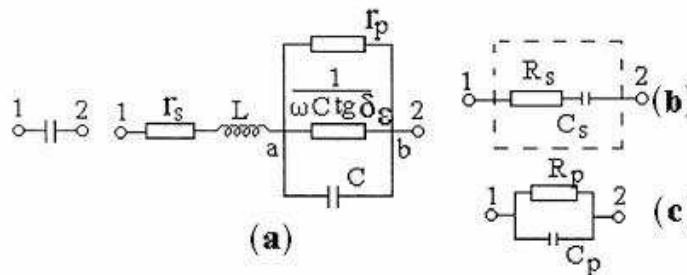 1 2
1 r_s L a
r_p
1
ωC tg δ_ε
C
b 2
(a)
1 R_s C_s 2 (b)
1 R_p C_p 2 (c)